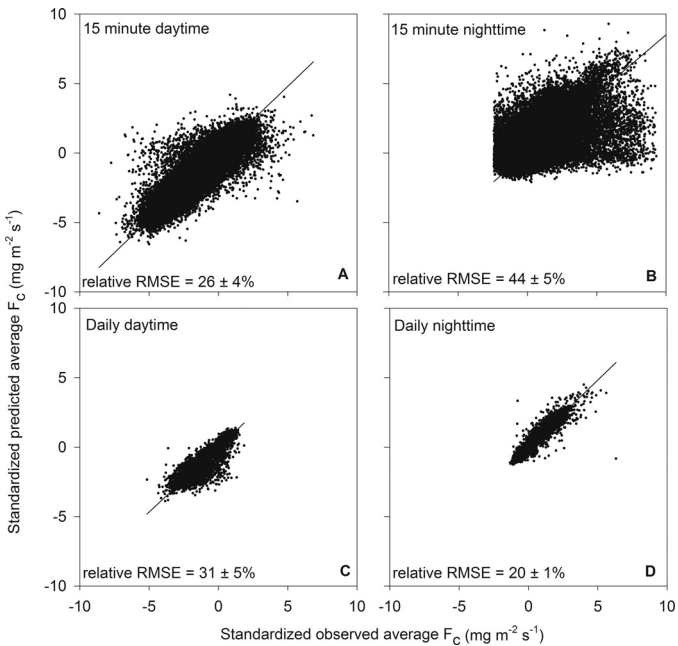 10
15 minute daytime
15 minute nighttime
5
0
-5
relative RMSE = 26 ± 4%
A
relative RMSE = 44 ± 5%
B
-10
10
Daily daytime
Daily nighttime
5
0
-5
relative RMSE = 31 ± 5%
C
relative RMSE = 20 ± 1%
D
-10
-10 -5 0 5 10 -5 0 5 10
Standardized observed average FC (mg m-2 s-1)
Standardized predicted average FC (mg m-2 s-1)